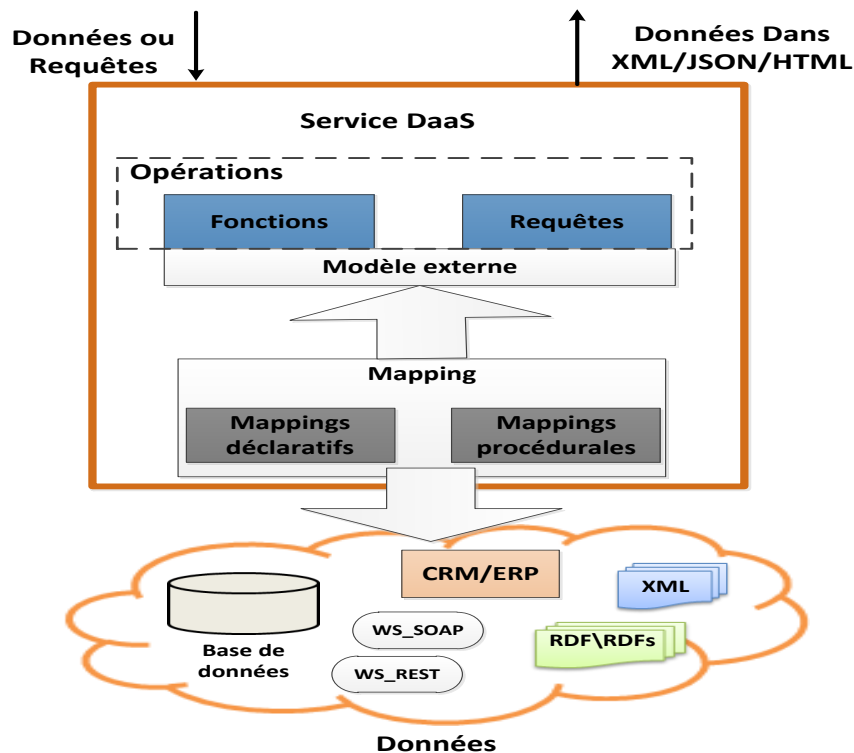 Données ou
Requêtes
Données Dans
XML/JSON/HTML
Service DaaS
Opérations
Fonctions
Requêtes
Modèle externe
Mapping
Mappings
déclaratifs
Mappings
procédurales
CRM/ERP
XML
Base de
données
WS_SOAP
WS_REST
RDF\RDFs
Données